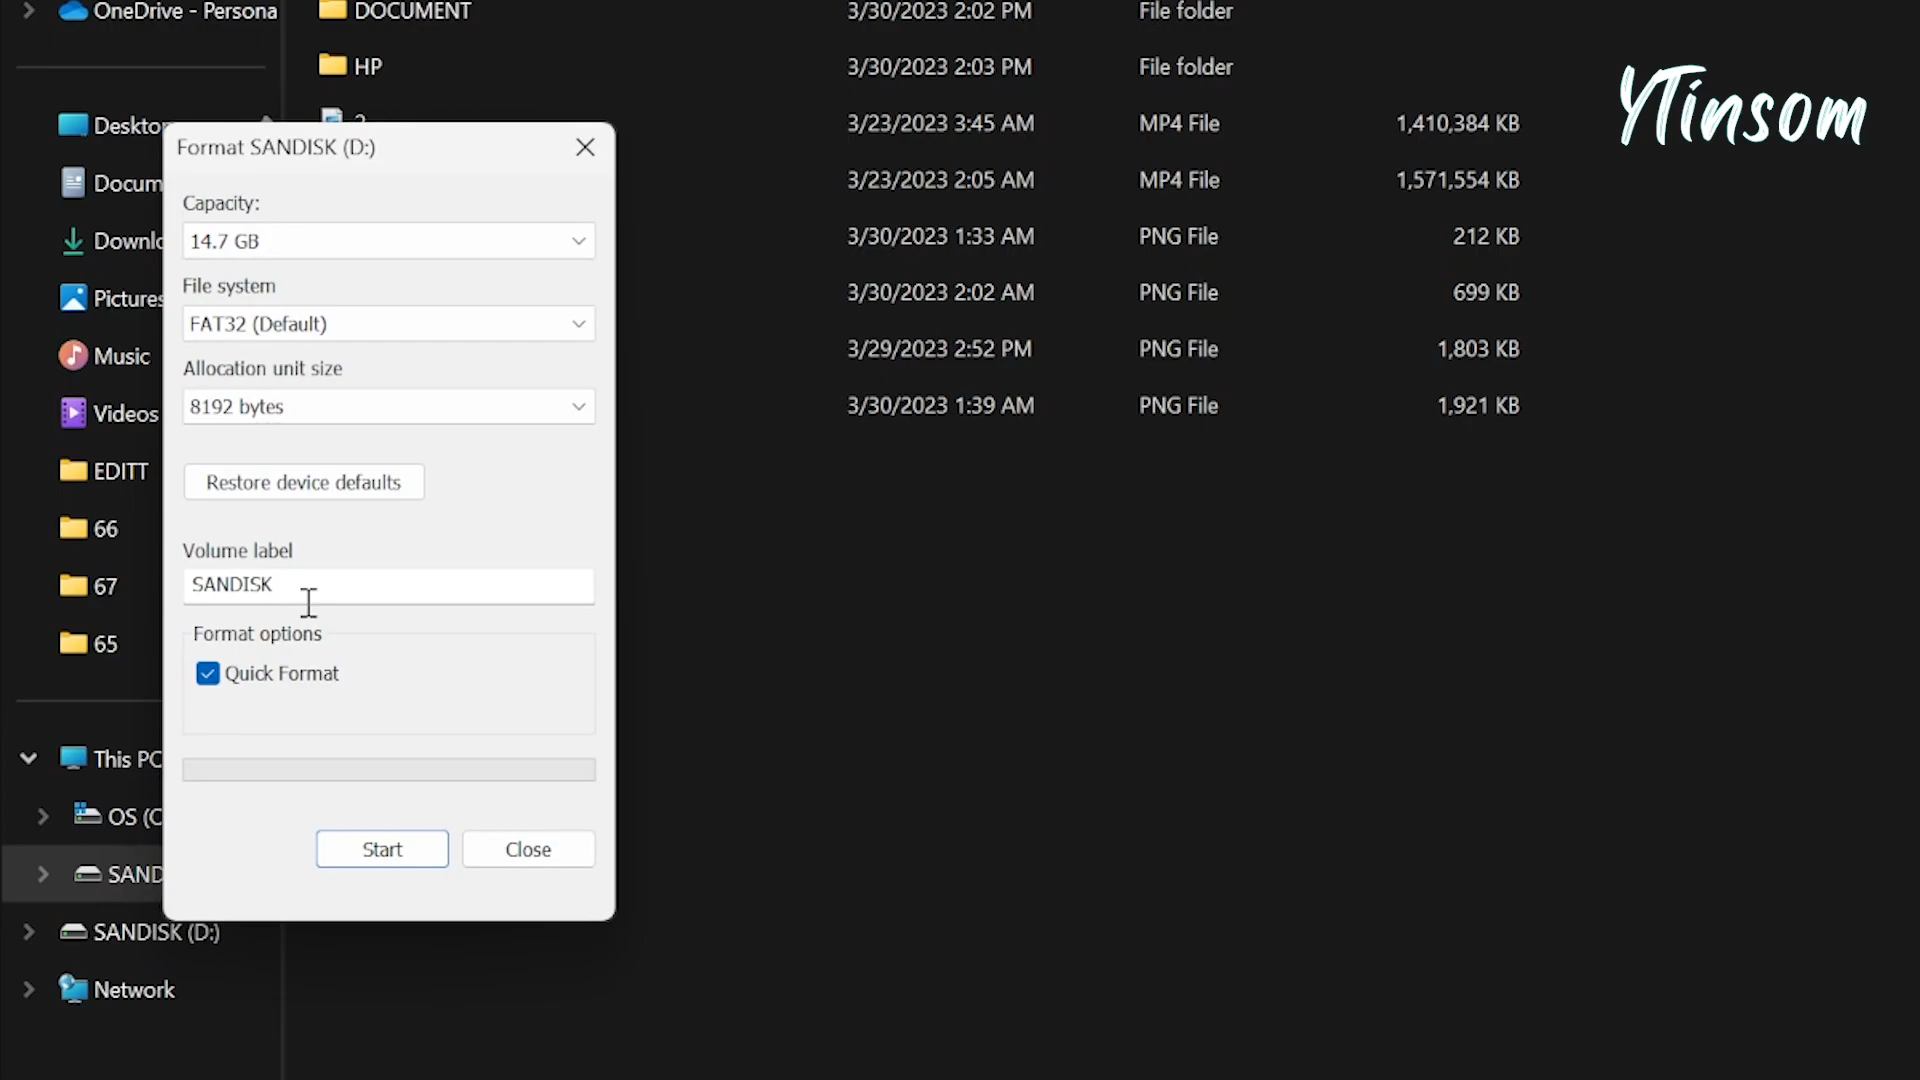 OneDrive - Persona
DOCUMENT 3/30/2023 2:02 PM File folder
HP 3/30/2023 2:03 PM File folder
3/23/2023 3:45 AM MP4 File 1,410,384 KB
3/23/2023 2:05 AM MP4 File 1,571,554 KB
3/30/2023 1:33 AM PNG File 212 KB
3/30/2023 2:02 AM PNG File 699 KB
3/29/2023 2:52 PM PNG File 1,803 KB
3/30/2023 1:39 AM PNG File 1,921 KB
YTinsom
Desktop
Docum
Downlo
Pictures
Music
Videos
EDITT
66
67
65
This PC
OS (C
SAND
SANDISK (D:)
Network
Format SANDISK (D:)
Capacity:
14.7 GB
File system
FAT32 (Default)
Allocation unit size
8192 bytes
Restore device defaults
Volume label
SANDISK
Format options
Quick Format
Start
Close